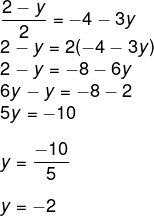 (2 − y)/2 = −4 − 3y
2 − y = 2(−4 − 3y)
2 − y = −8 − 6y
6y − y = −8 − 2
5y = −10
y = −10/5
y = −2